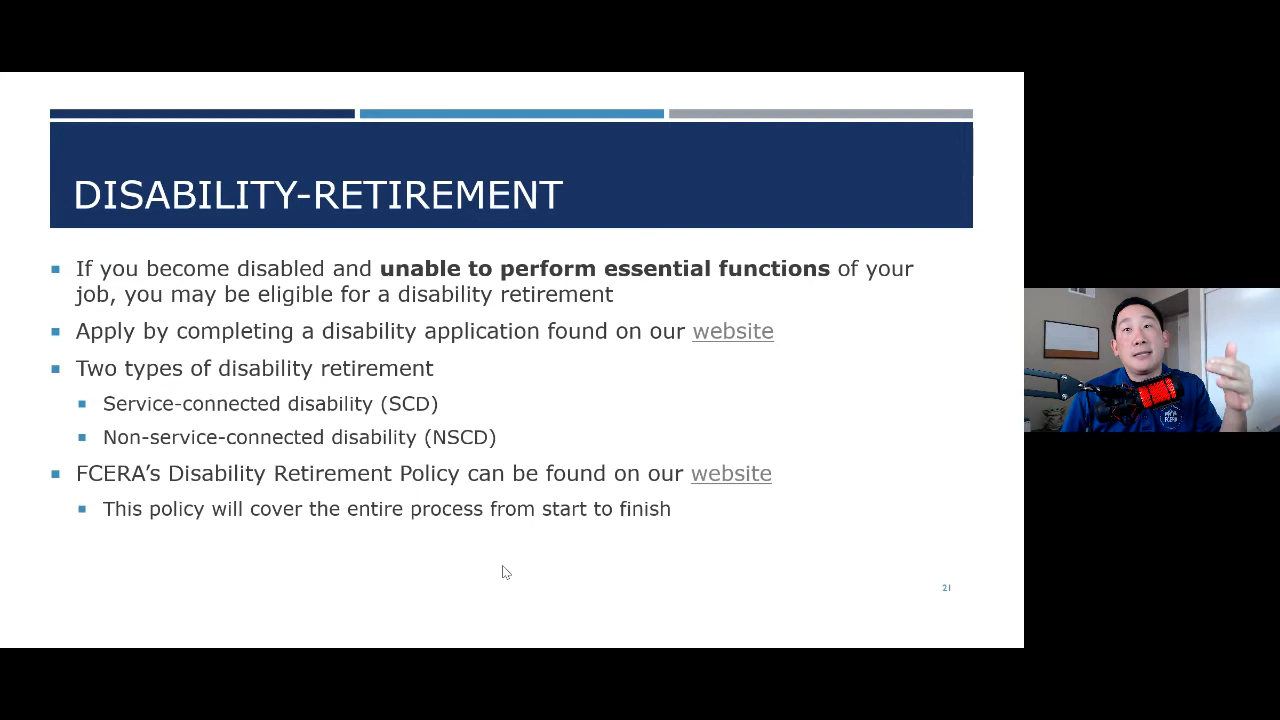 DISABILITY-RETIREMENT
If you become disabled and unable to perform essential functions of your
job, you may be eligible for a disability retirement
Apply by completing a disability application found on our website
Two types of disability retirement
Service-connected disability (SCD)
Non-service-connected disability (NSCD)
FCERA’s Disability Retirement Policy can be found on our website
This policy will cover the entire process from start to finish
21
FCERA